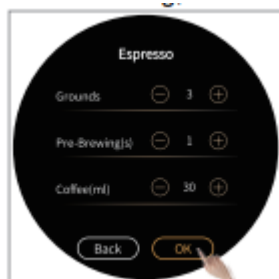 Espresso
Grounds 3
Pre-Brewing(s) 1
Coffee(ml) 30
Back OK